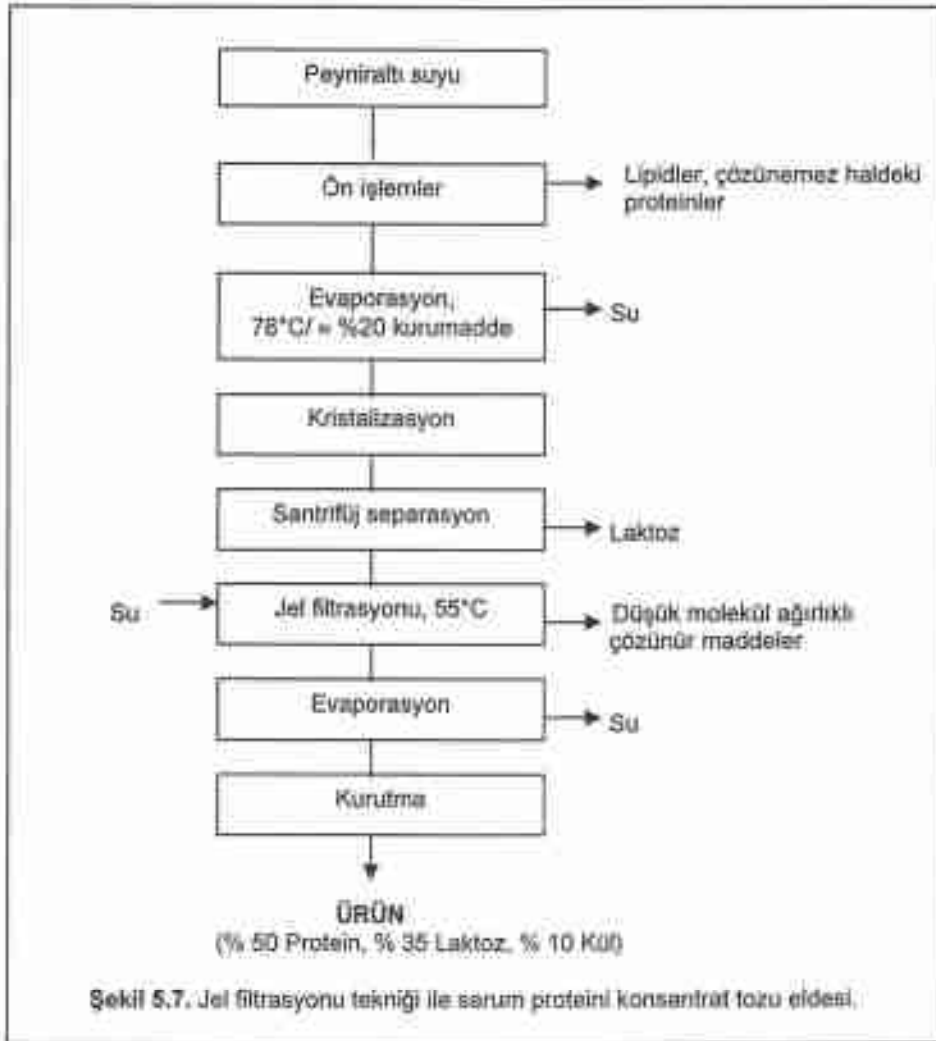 Peyniraltı suyu
Ön işlemler
Lipidler, çözünemez haldeki
proteinler
Evaporasyon,
78°C/ = %20 kurumadde
Su
Kristalizasyon
Santrifüj separasyon
Laktoz
Su
Jel filtrasyonu, 55°C
Düşük molekül ağırlıklı
çözünür maddeler
Evaporasyon
Su
Kurutma
ÜRÜN
(% 50 Protein, % 35 Laktoz, % 10 Kül)
Şekil 5.7. Jel filtrasyonu tekniği ile serum proteini konsantrat tozu eldesi.